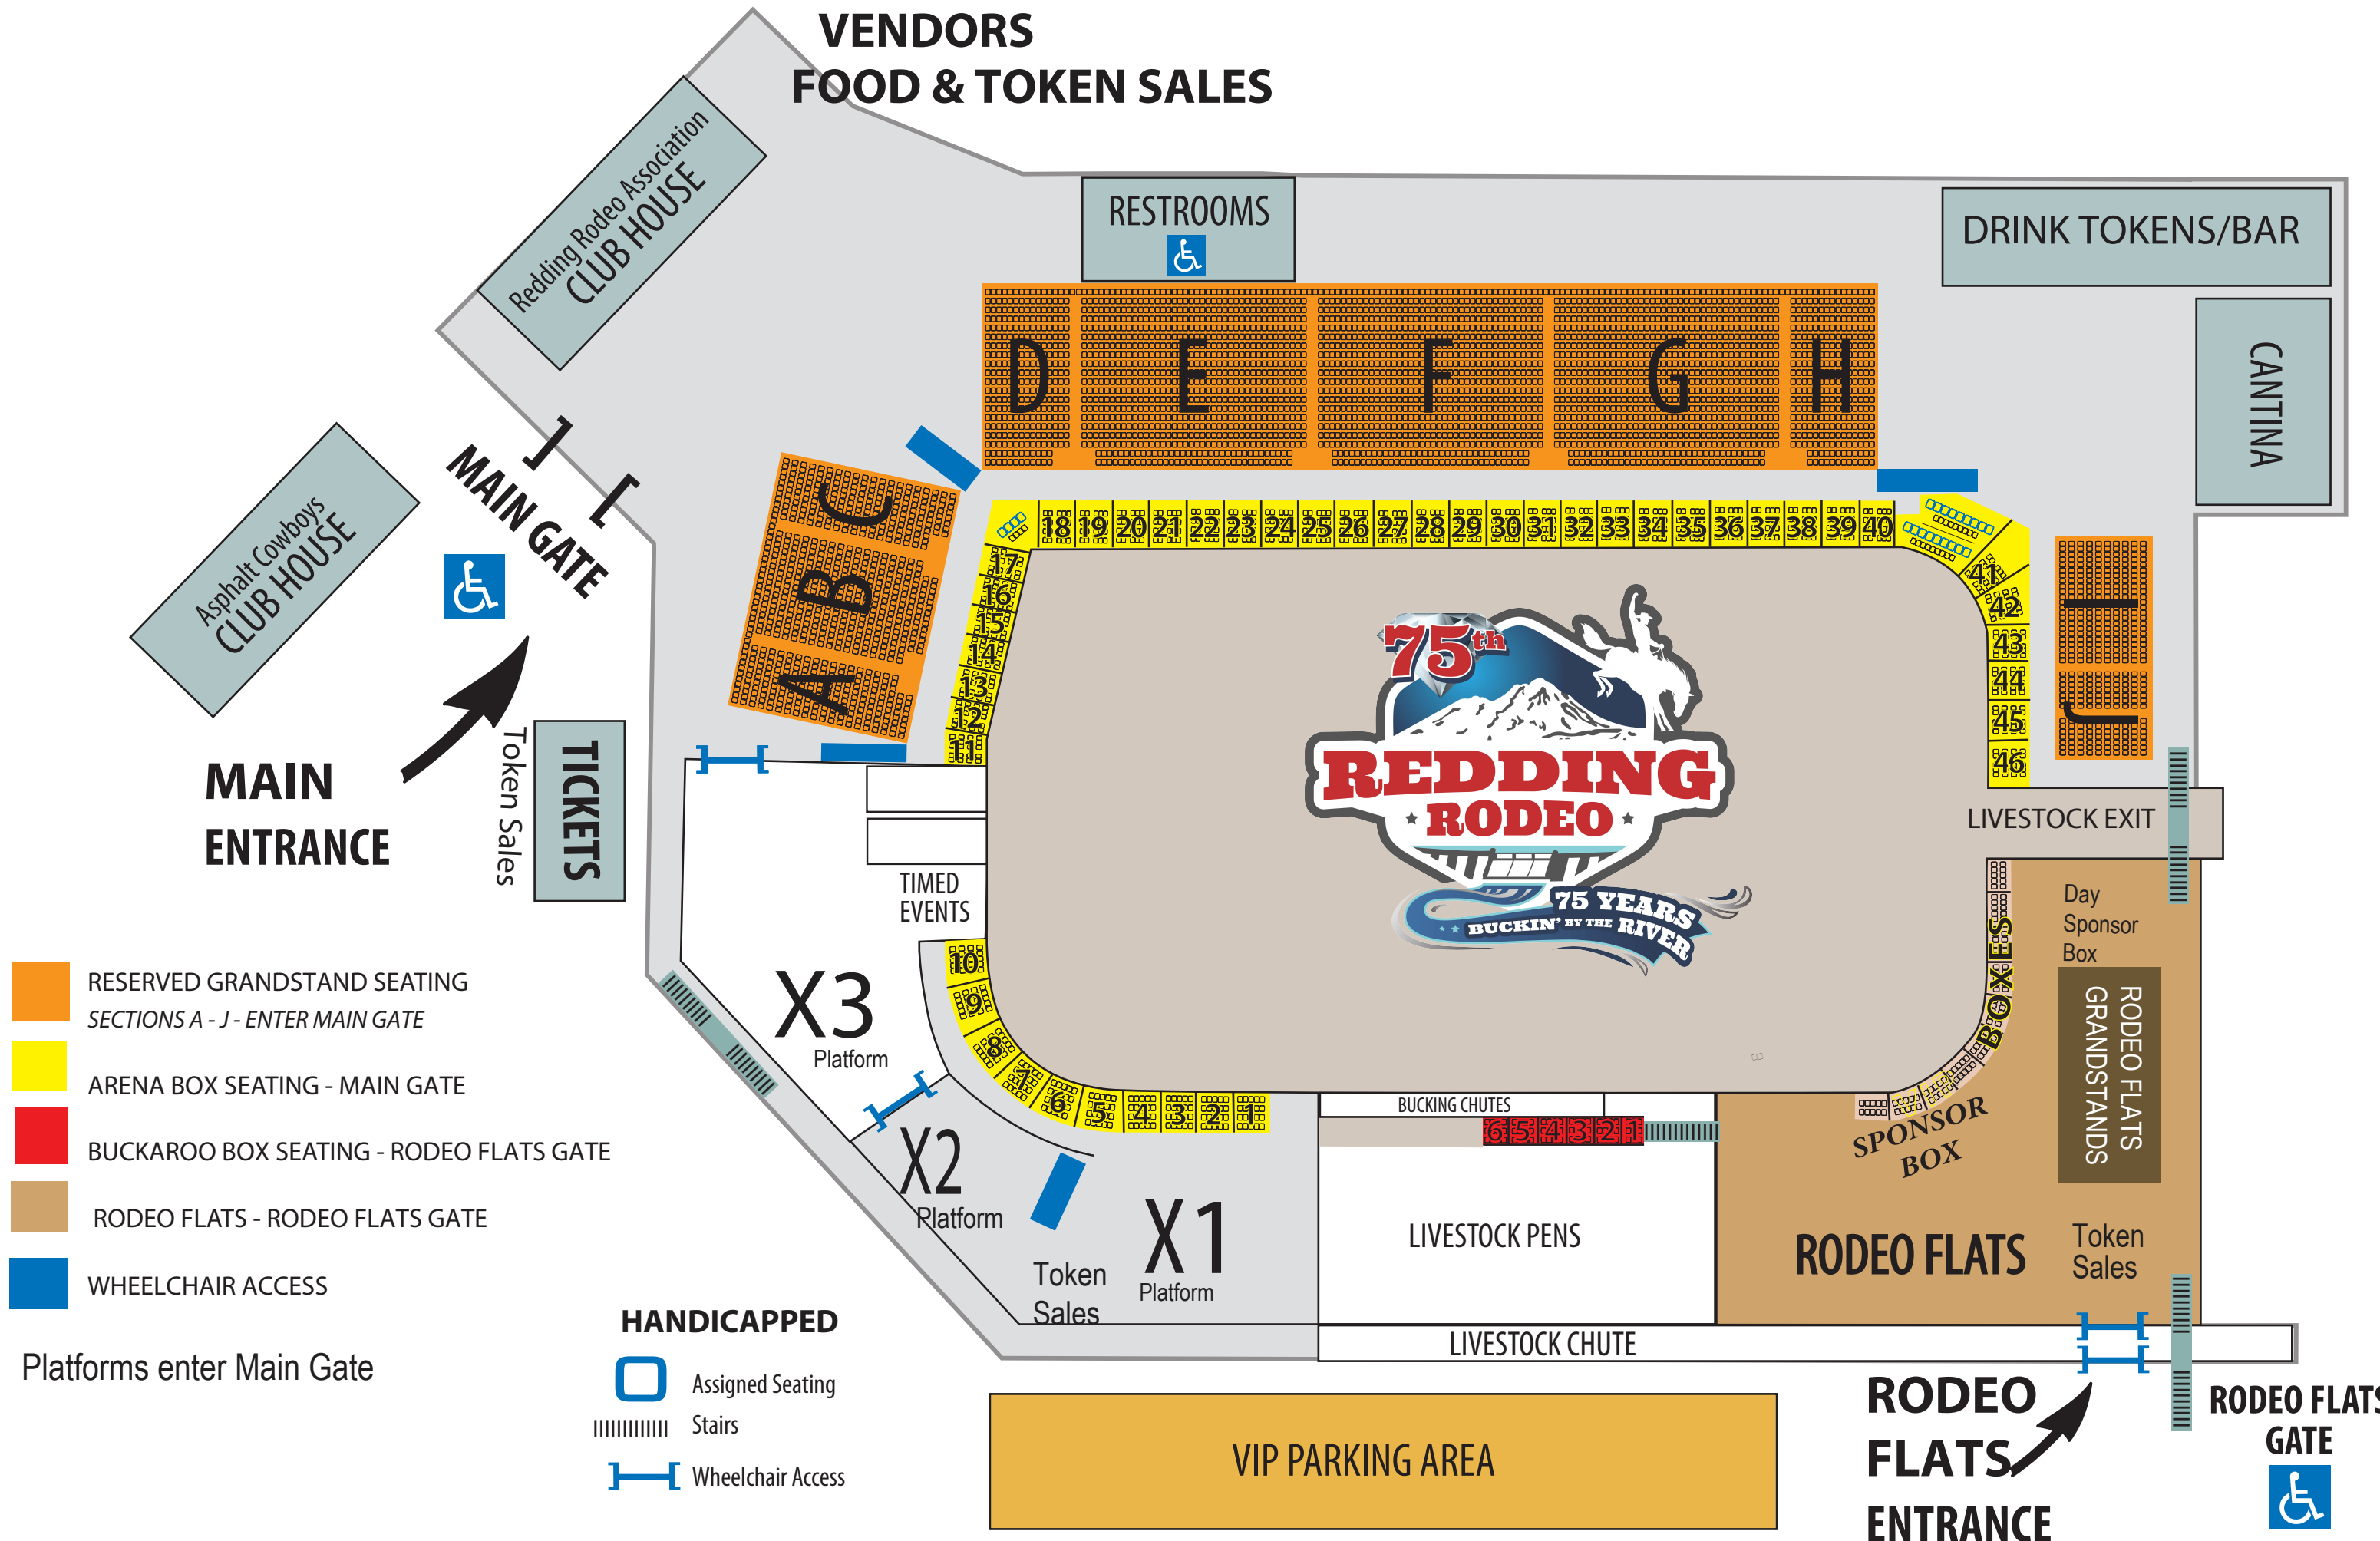 VENDORS
FOOD & TOKEN SALES
Redding Rodeo Association
CLUB HOUSE
RESTROOMS
DRINK TOKENS/BAR
CANTINA
D
E
F
G
H
Asphalt Cowboys
CLUB HOUSE
MAIN GATE
A
B
C
18
19
20
21
22
23
24
25
26
27
28
29
30
31
32
33
34
35
36
37
38
39
40
17
16
15
14
13
12
11
41
42
43
44
45
46
I
J
75th
REDDING
RODEO
75 YEARS
BUCKIN' BY THE RIVER
MAIN
ENTRANCE
Token Sales
TICKETS
LIVESTOCK EXIT
TIMED
EVENTS
10
9
8
7
6
5
4
3
2
1
X3
Platform
X2
Platform
X1
Platform
Token
Sales
BUCKING CHUTES
6
5
4
3
2
1
LIVESTOCK PENS
LIVESTOCK CHUTE
BOXES
SPONSOR
BOX
Day
Sponsor
Box
RODEO FLATS
GRANDSTANDS
RODEO FLATS
Token
Sales
RESERVED GRANDSTAND SEATING
SECTIONS A - J - ENTER MAIN GATE
ARENA BOX SEATING - MAIN GATE
BUCKAROO BOX SEATING - RODEO FLATS GATE
RODEO FLATS - RODEO FLATS GATE
WHEELCHAIR ACCESS
Platforms enter Main Gate
HANDICAPPED
Assigned Seating
Stairs
Wheelchair Access
VIP PARKING AREA
RODEO
FLATS
ENTRANCE
RODEO FLATS
GATE